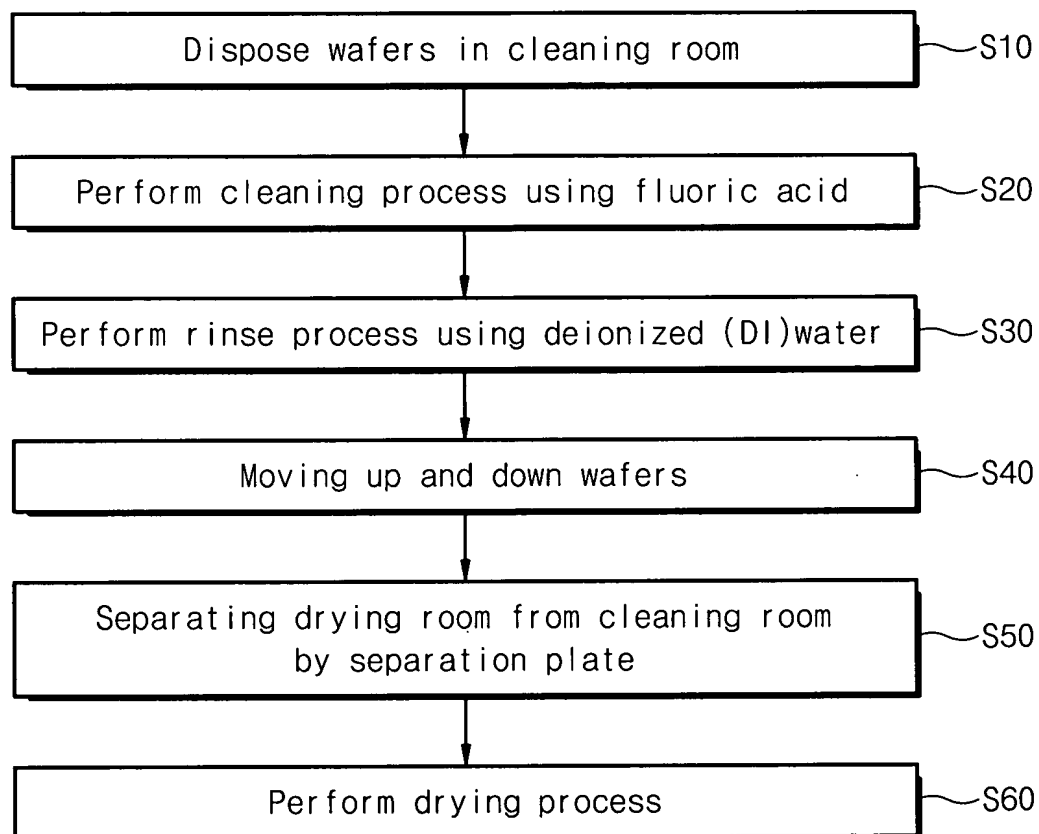 Dispose wafers in cleaning room
S10
Perform cleaning process using fluoric acid
S20
Perform rinse process using deionized (DI)water
S30
Moving up and down wafers
S40
Separating drying room from cleaning room
by separation plate
S50
Perform drying process
S60